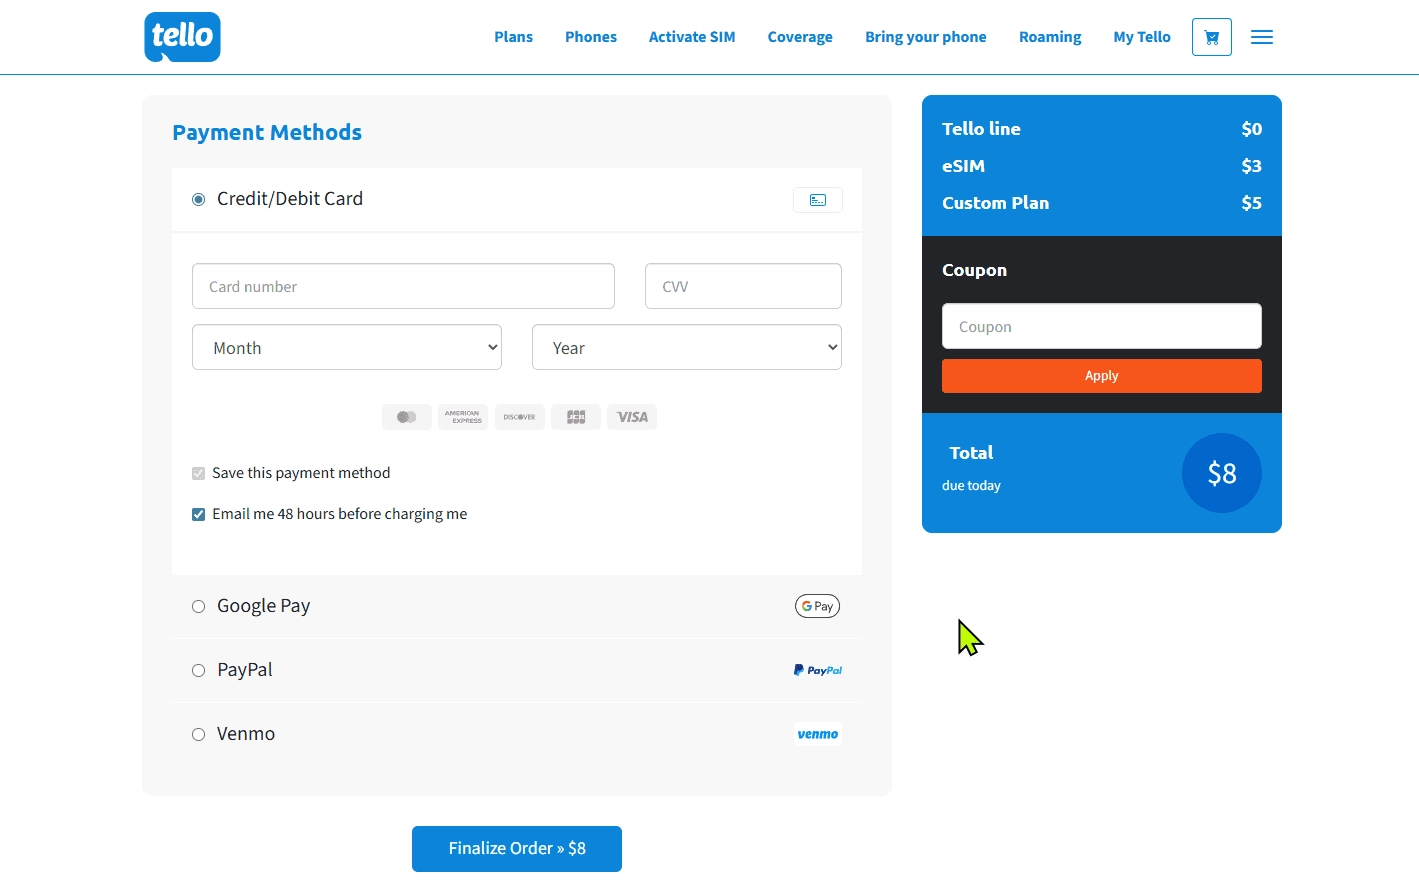 tello
Plans
Phones
Activate SIM
Coverage
Bring your phone
Roaming
My Tello
Payment Methods
Credit/Debit Card
Card number
CVV
Month
Year
AMERICAN
EXPRESS
DISCOVER
JCB
VISA
Save this payment method
Email me 48 hours before charging me
Google Pay
G Pay
PayPal
PayPal
Venmo
venmo
Finalize Order » $8
Tello line $0
eSIM $3
Custom Plan $5
Coupon
Coupon
Apply
Total
due today
$8